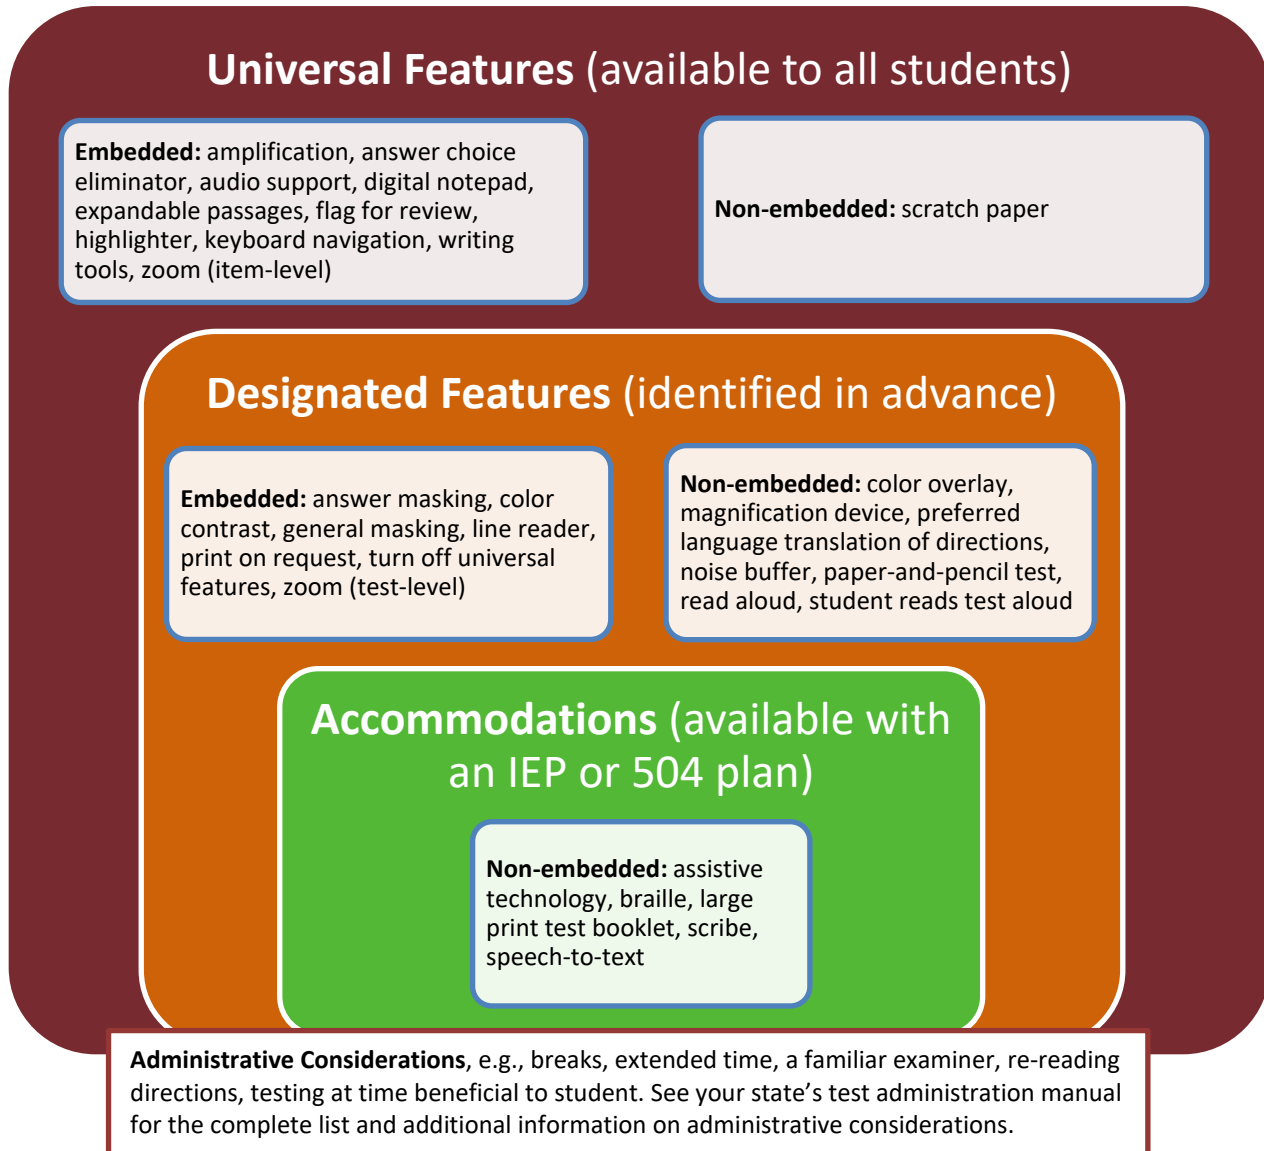 Universal Features (available to all students)
Embedded: amplification, answer choice
eliminator, audio support, digital notepad,
expandable passages, flag for review,
highlighter, keyboard navigation, writing
tools, zoom (item-level)
Non-embedded: scratch paper
Designated Features (identified in advance)
Embedded: answer masking, color
contrast, general masking, line reader,
print on request, turn off universal
features, zoom (test-level)
Non-embedded: color overlay,
magnification device, preferred
language translation of directions,
noise buffer, paper-and-pencil test,
read aloud, student reads test aloud
Accommodations (available with
an IEP or 504 plan)
Non-embedded: assistive
technology, braille, large
print test booklet, scribe,
speech-to-text
Administrative Considerations, e.g., breaks, extended time, a familiar examiner, re-reading
directions, testing at time beneficial to student. See your state’s test administration manual
for the complete list and additional information on administrative considerations.